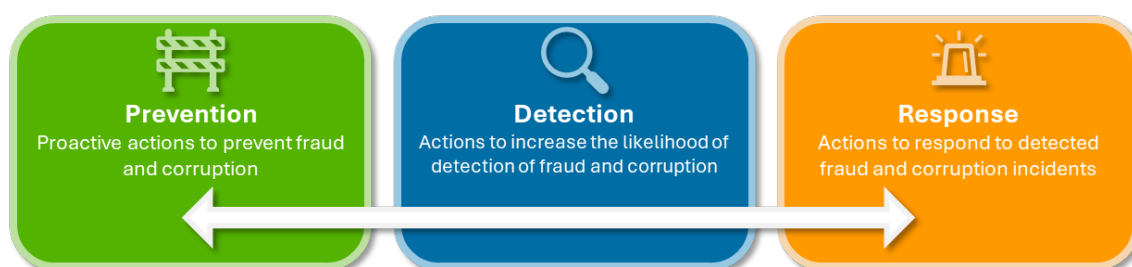 Prevention
Proactive actions to prevent fraud
and corruption
Detection
Actions to increase the likelihood of
detection of fraud and corruption
Response
Actions to respond to detected
fraud and corruption incidents